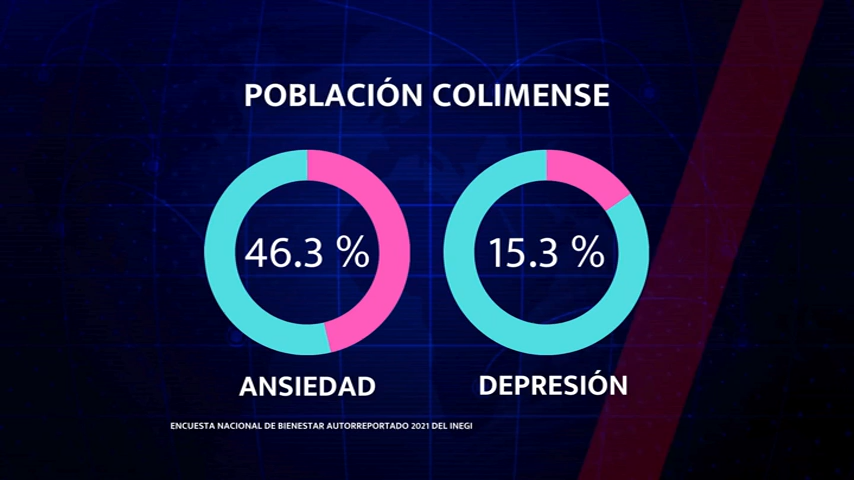 POBLACIÓN COLIMENSE
46.3 %
15.3 %
ANSIEDAD
DEPRESIÓN
ENCUESTA NACIONAL DE BIENESTAR AUTORREPORTADO 2021 DEL INEGI